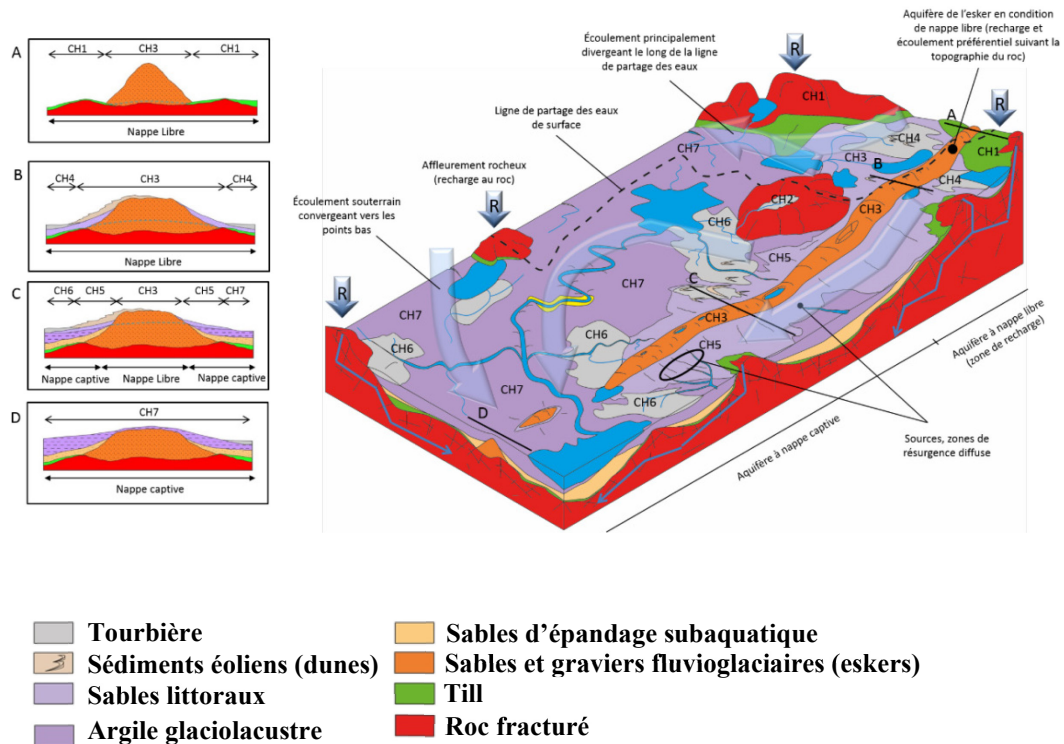 A
CH1 CH3 CH1
Nappe Libre
B
CH4 CH3 CH4
Nappe Libre
C
CH6 CH5 CH3 CH5 CH7
Nappe captive Nappe Libre Nappe captive
D
CH7
Nappe captive
Aquifère de l'esker en condition
de nappe libre (recharge et
écoulement préférentiel suivant la
topographie du roc)
Écoulement principalement
divergeant le long de la ligne
de partage des eaux
Ligne de partage des eaux
de surface
Affleurement rocheux
(recharge au roc)
Écoulement souterrain
convergeant vers les
points bas
R
R
R
R
CH1
A
CH4
CH7
CH3
B
CH1
CH4
CH2
CH3
CH6
CH5
C
CH7
CH7
CH3
CH6
CH6
CH5
CH7
CH6
D
Aquifère à nappe libre
(zone de recharge)
Aquifère à nappe captive
Sources, zones de
résurgence diffuse
Tourbière
Sédiments éoliens (dunes)
Sables littoraux
Argile glaciolacustre
Sables d'épandage subaquatique
Sables et graviers fluvioglaciaires (eskers)
Till
Roc fracturé